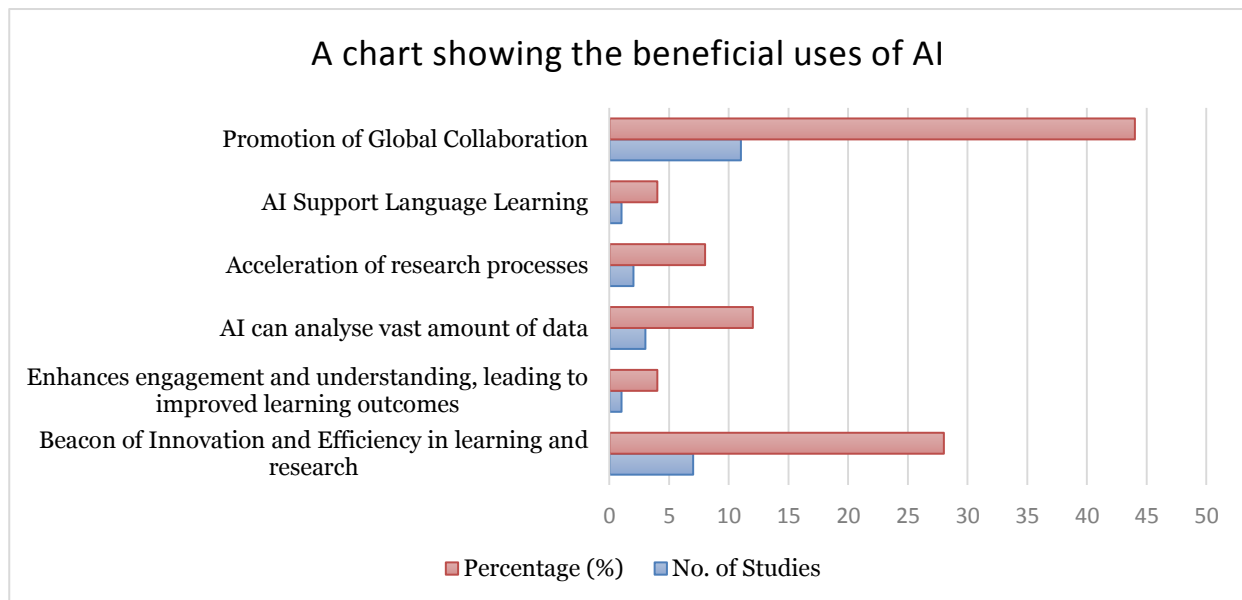 A chart showing the beneficial uses of AI
Promotion of Global Collaboration
AI Support Language Learning
Acceleration of research processes
AI can analyse vast amount of data
Enhances engagement and understanding, leading to
improved learning outcomes
Beacon of Innovation and Efficiency in learning and
research
0 5 10 15 20 25 30 35 40 45 50
Percentage (%) No. of Studies